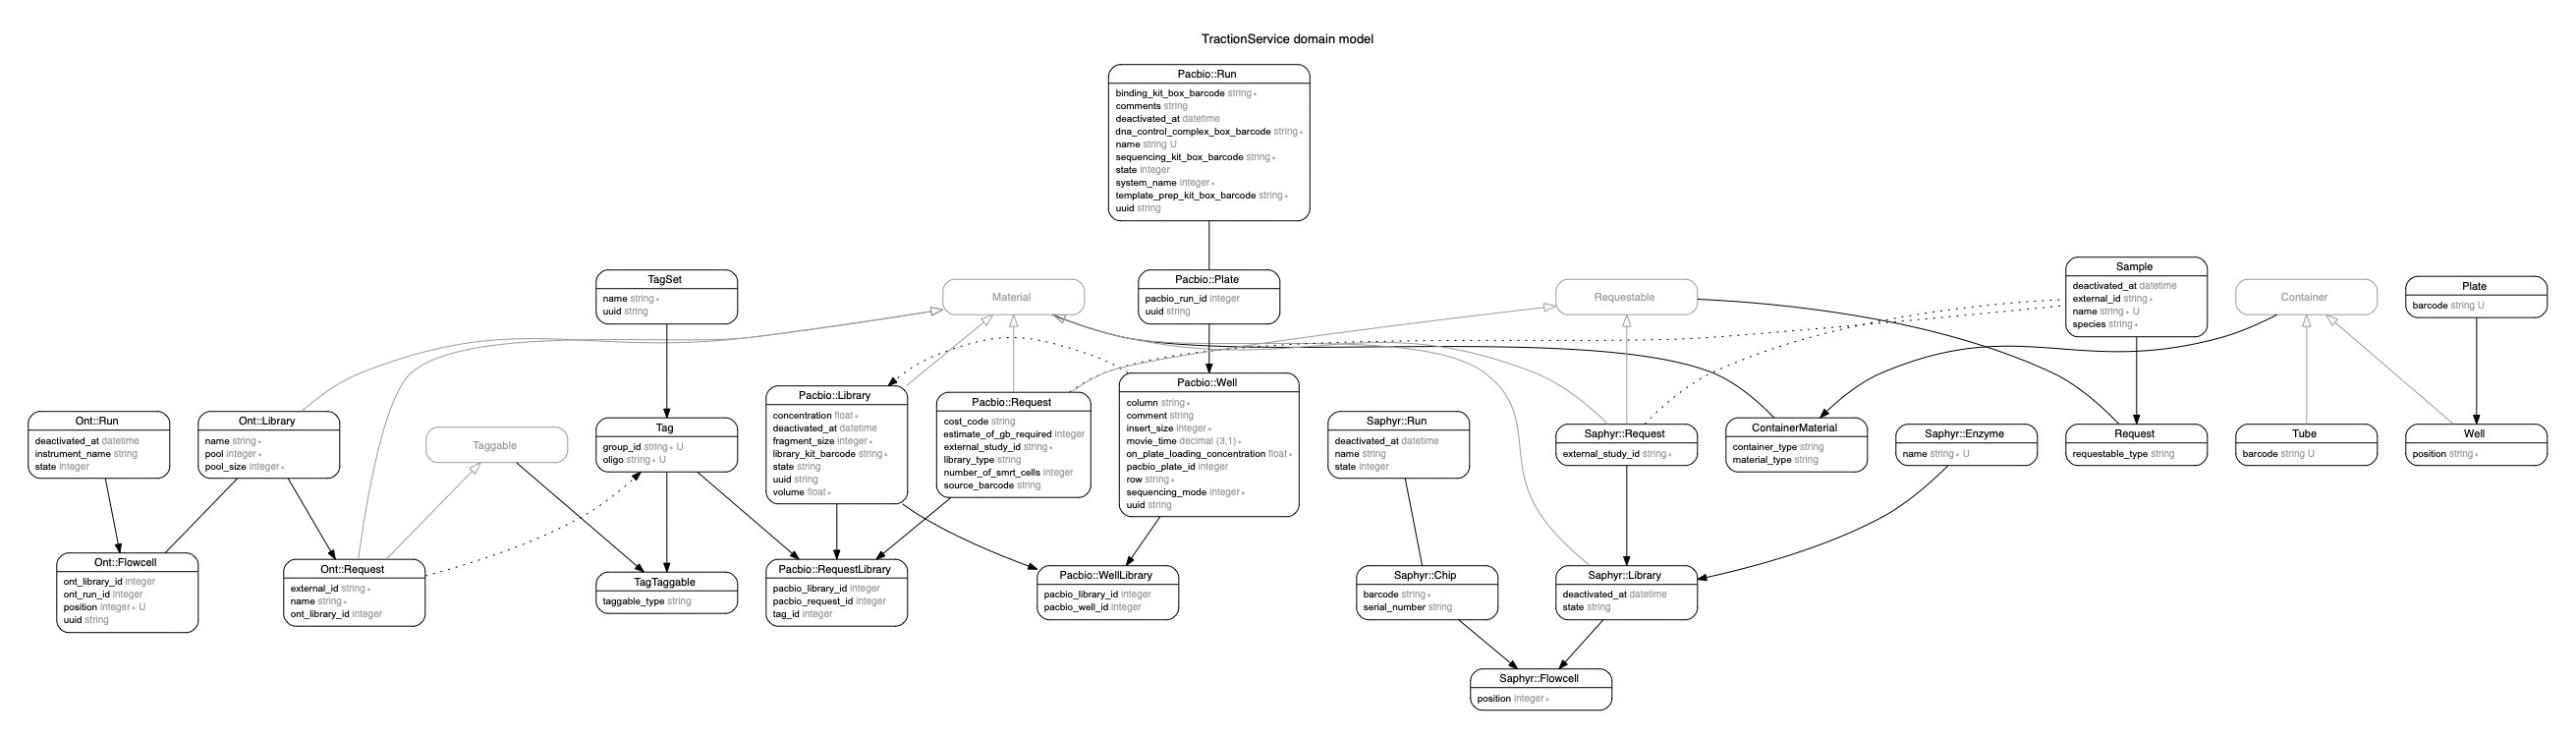 TractionService domain model
Pacbio::Run
binding_kit_box_barcode string *
comments string
deactivated_at datetime
dna_control_complex_box_barcode string *
name string U
sequencing_kit_box_barcode string *
state integer
system_name integer *
template_prep_kit_box_barcode string *
uuid string
TagSet
name string *
uuid string
Material
Pacbio::Plate
pacbio_run_id integer
uuid string
Requestable
Sample
deactivated_at datetime
external_id string *
name string * U
species string *
Container
Plate
barcode string U
Ont::Run
deactivated_at datetime
instrument_name string
state integer
Ont::Library
name string *
pool integer *
pool_size integer *
Taggable
Tag
group_id string * U
oligo string * U
Pacbio::Library
concentration float *
deactivated_at datetime
fragment_size integer *
library_kit_barcode string *
state string
uuid string
volume float *
Pacbio::Request
cost_code string
estimate_of_gb_required integer
external_study_id string *
library_type string
number_of_smrt_cells integer
source_barcode string
Pacbio::Well
column string *
comment string
insert_size integer *
movie_time decimal (3,1) *
on_plate_loading_concentration float *
pacbio_plate_id integer
row string *
sequencing_mode integer *
uuid string
Saphyr::Run
deactivated_at datetime
name string
state integer
Saphyr::Request
external_study_id string *
ContainerMaterial
container_type string
material_type string
Saphyr::Enzyme
name string * U
Request
requestable_type string
Tube
barcode string U
Well
position string *
Ont::Flowcell
ont_library_id integer
ont_run_id integer
position integer * U
uuid string
Ont::Request
external_id string *
name string *
ont_library_id integer
TagTaggable
taggable_type string
Pacbio::RequestLibrary
pacbio_library_id integer
pacbio_request_id integer
tag_id integer
Pacbio::WellLibrary
pacbio_library_id integer
pacbio_well_id integer
Saphyr::Chip
barcode string *
serial_number string
Saphyr::Library
deactivated_at datetime
state string
Saphyr::Flowcell
position integer *